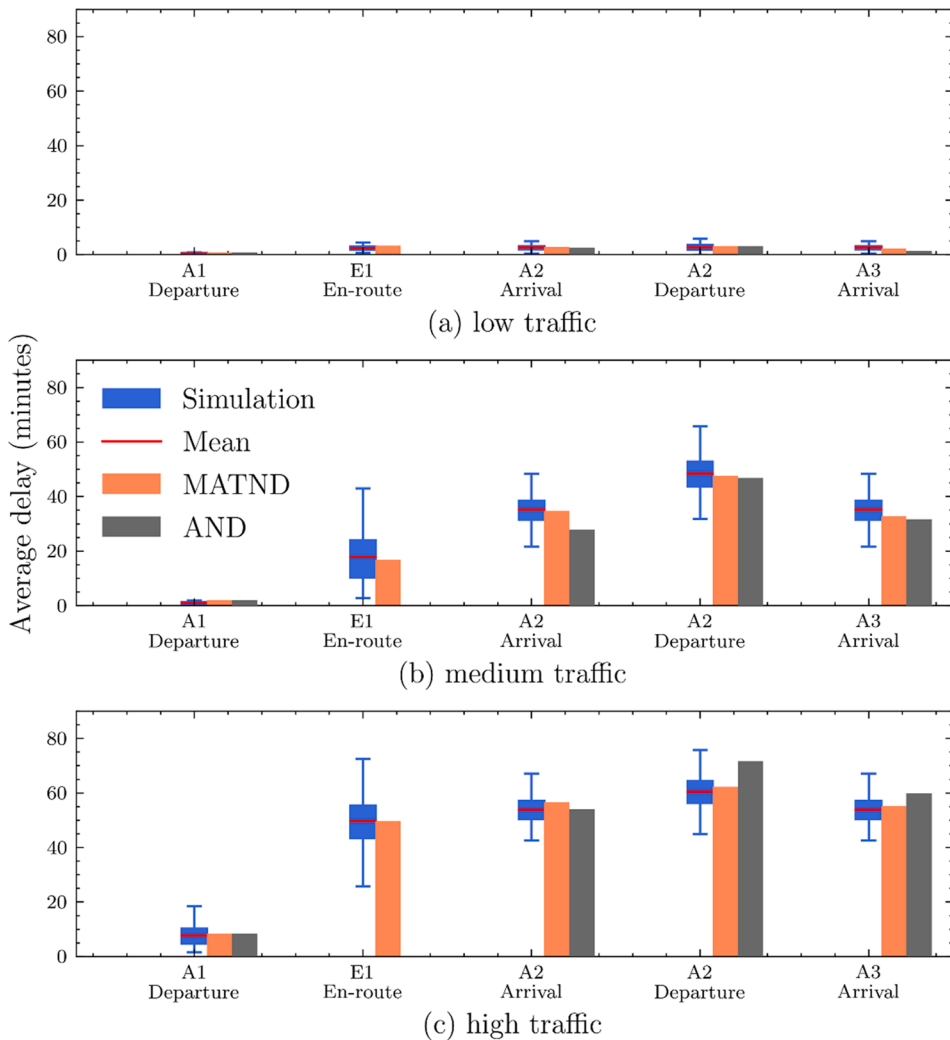 80
60
40
20
0
A1 E1 A2 A2 A3
Departure En-route Arrival Departure Arrival
(a) low traffic
Average delay (minutes)
80
60
40
20
0
Simulation
Mean
MATND
AND
A1 E1 A2 A2 A3
Departure En-route Arrival Departure Arrival
(b) medium traffic
80
60
40
20
0
A1 E1 A2 A2 A3
Departure En-route Arrival Departure Arrival
(c) high traffic